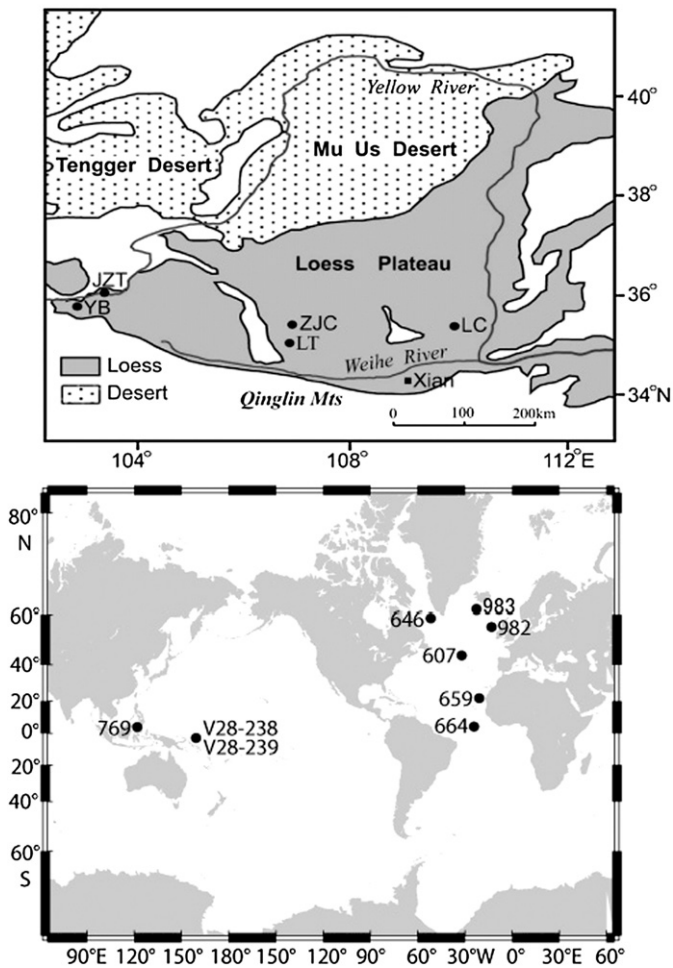 Yellow River
40°
Mu Us Desert
Tengger Desert
38°
Loess Plateau
JZT
36°
YB
ZJC
LC
LT
Weihe River
Loess
Xian
Desert
Qinglin Mts
34°N
0 100 200km
104° 108° 112°E
80°
N
983
60°
646
982
607
40°
659
20°
769
V28-238
664
0°
V28-239
20°
40°
60°
S
90°E 120° 150° 180° 150° 120° 90° 60° 30°W 0° 30°E 60°